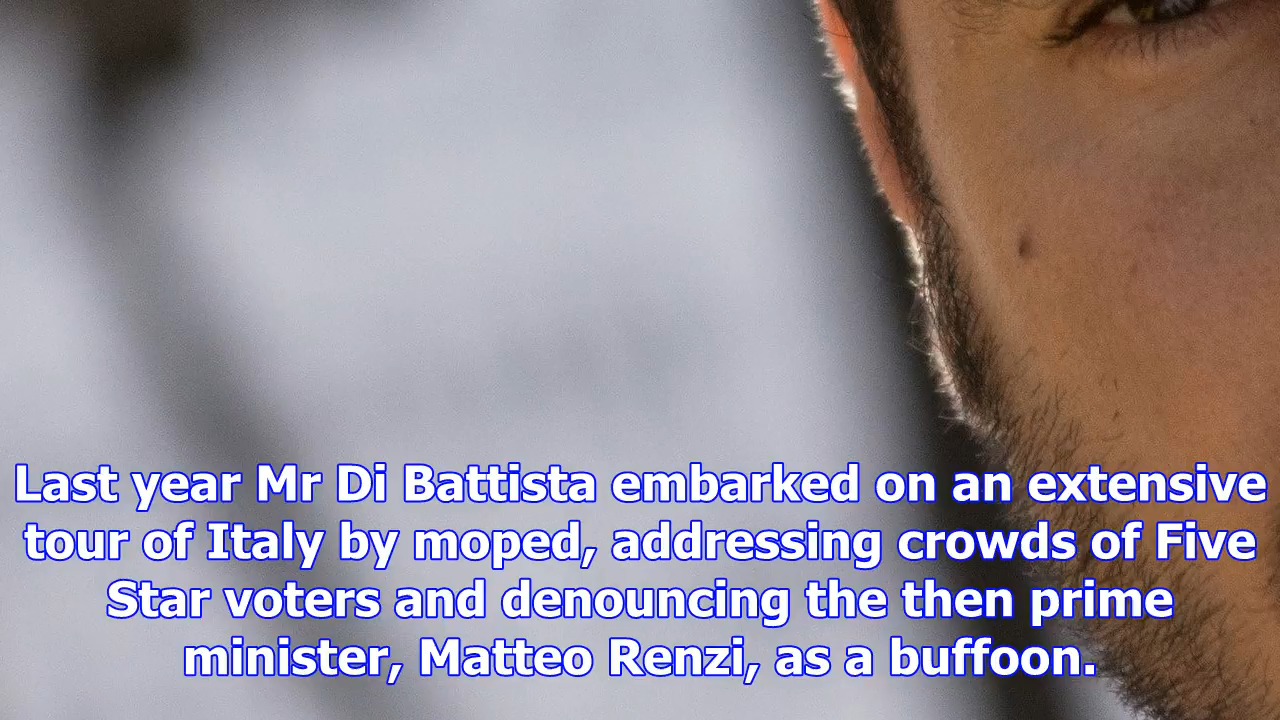 Last year Mr Di Battista embarked on an extensive
tour of Italy by moped, addressing crowds of Five
Star voters and denouncing the then prime
minister, Matteo Renzi, as a buffoon.